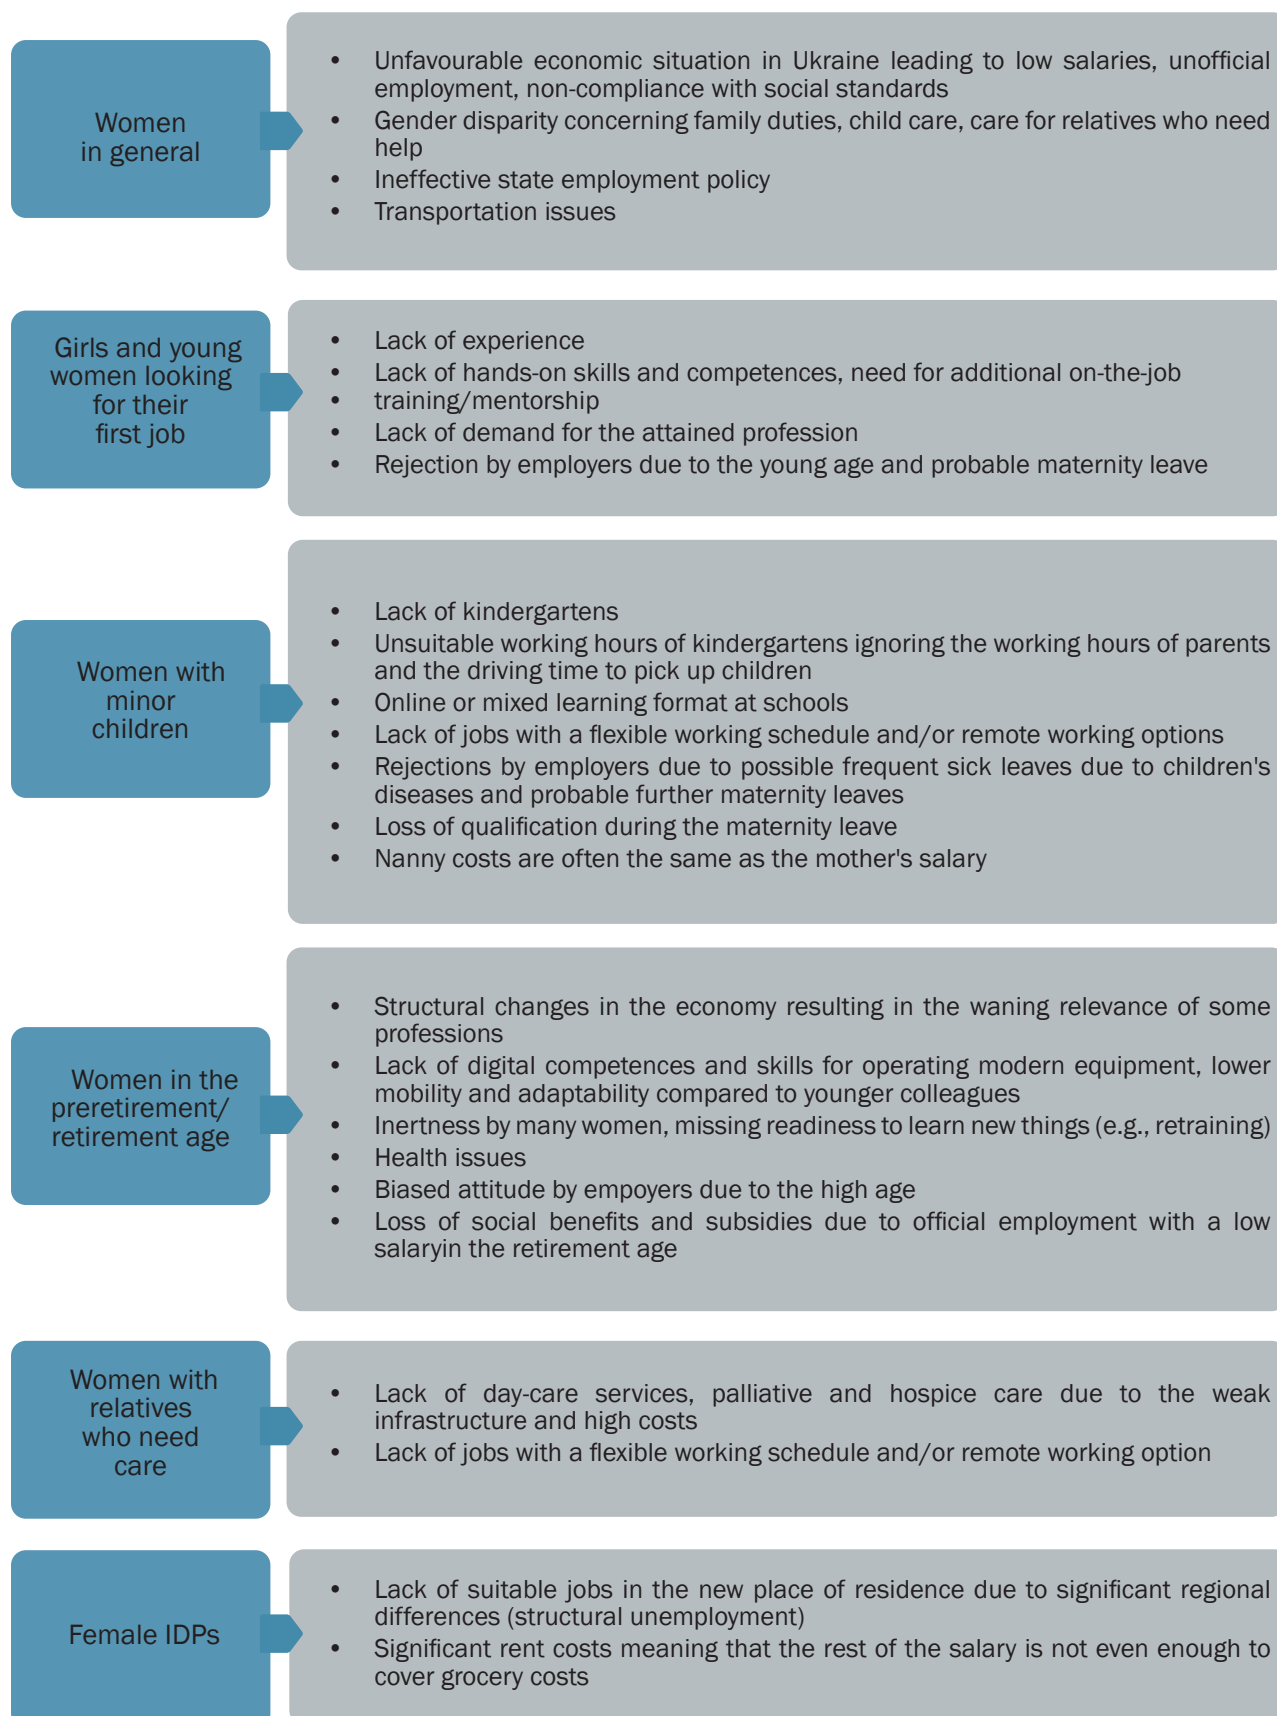 Women
in general
• Unfavourable economic situation in Ukraine leading to low salaries, unofficial
employment, non-compliance with social standards
• Gender disparity concerning family duties, child care, care for relatives who need
help
• Ineffective state employment policy
• Transportation issues
Girls and young
women looking
for their
first job
• Lack of experience
• Lack of hands-on skills and competences, need for additional on-the-job
• training/mentorship
• Lack of demand for the attained profession
• Rejection by employers due to the young age and probable maternity leave
Women with
minor
children
• Lack of kindergartens
• Unsuitable working hours of kindergartens ignoring the working hours of parents
and the driving time to pick up children
• Online or mixed learning format at schools
• Lack of jobs with a flexible working schedule and/or remote working options
• Rejections by employers due to possible frequent sick leaves due to children's
diseases and probable further maternity leaves
• Loss of qualification during the maternity leave
• Nanny costs are often the same as the mother's salary
Women in the
preretirement/
retirement age
• Structural changes in the economy resulting in the waning relevance of some
professions
• Lack of digital competences and skills for operating modern equipment, lower
mobility and adaptability compared to younger colleagues
• Inertness by many women, missing readiness to learn new things (e.g., retraining)
• Health issues
• Biased attitude by empoyers due to the high age
• Loss of social benefits and subsidies due to official employment with a low
salaryin the retirement age
Women with
relatives
who need
care
• Lack of day-care services, palliative and hospice care due to the weak
infrastructure and high costs
• Lack of jobs with a flexible working schedule and/or remote working option
Female IDPs
• Lack of suitable jobs in the new place of residence due to significant regional
differences (structural unemployment)
• Significant rent costs meaning that the rest of the salary is not even enough to
cover grocery costs